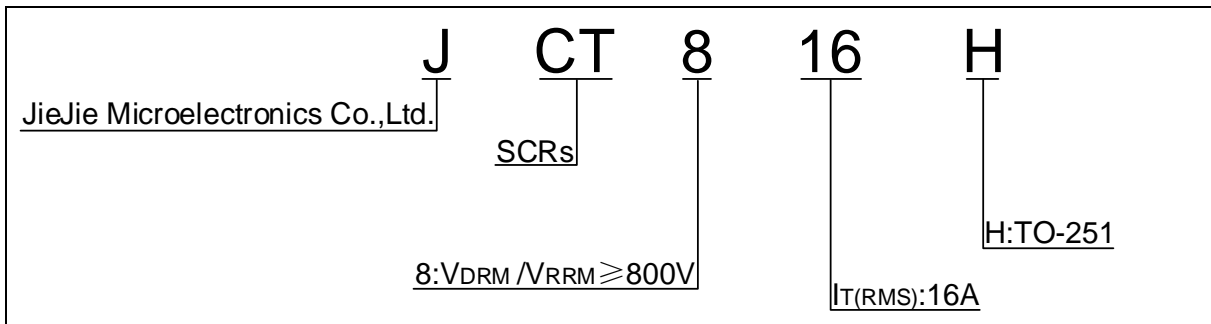 J CT 8 16 H
JieJie Microelectronics Co.,Ltd.
SCRs
H:TO-251
8:VDRM /VRRM≥800V
IT(RMS):16A